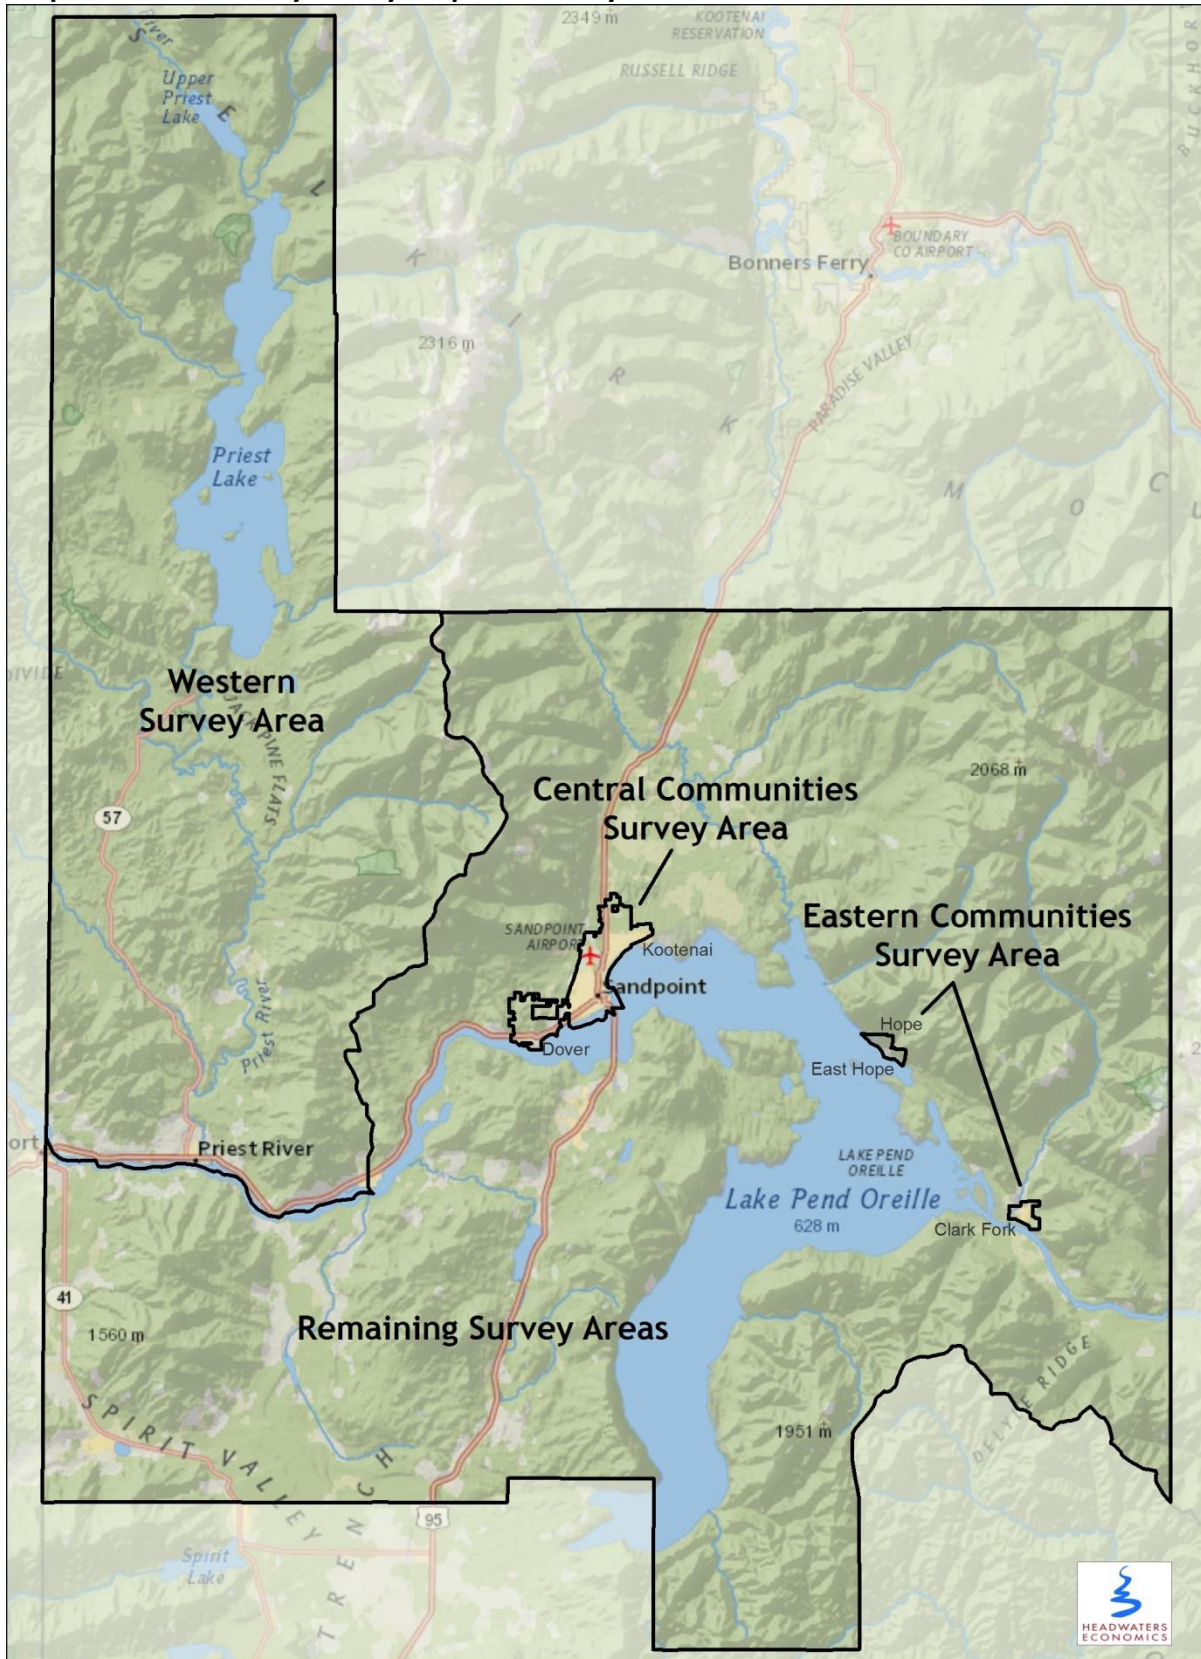 River
Upper
Priest
Lake
S E L K I R K
2349 m
KOOTENAI
RESERVATION
RUSSELL RIDGE
BOUNDARY
CO AIRPORT
Bonners Ferry
2316 m
PARADISE VALLEY
M O C
Priest
Lake
Western
Survey Area
JACK PINE FLATS
57
Central Communities
Survey Area
2068 m
SANDPOINT
AIRPORT
Kootenai
Sandpoint
Dover
Eastern Communities
Survey Area
Hope
East Hope
Priest River
Priest River
LAKE PEND
OREILLE
Lake Pend Oreille
628 m
Clark Fork
41
1560 m
Remaining Survey Areas
1951 m
SPIRIT VALLEY
TRENCH
95
Spirit
Lake
HEADWATERS
ECONOMICS